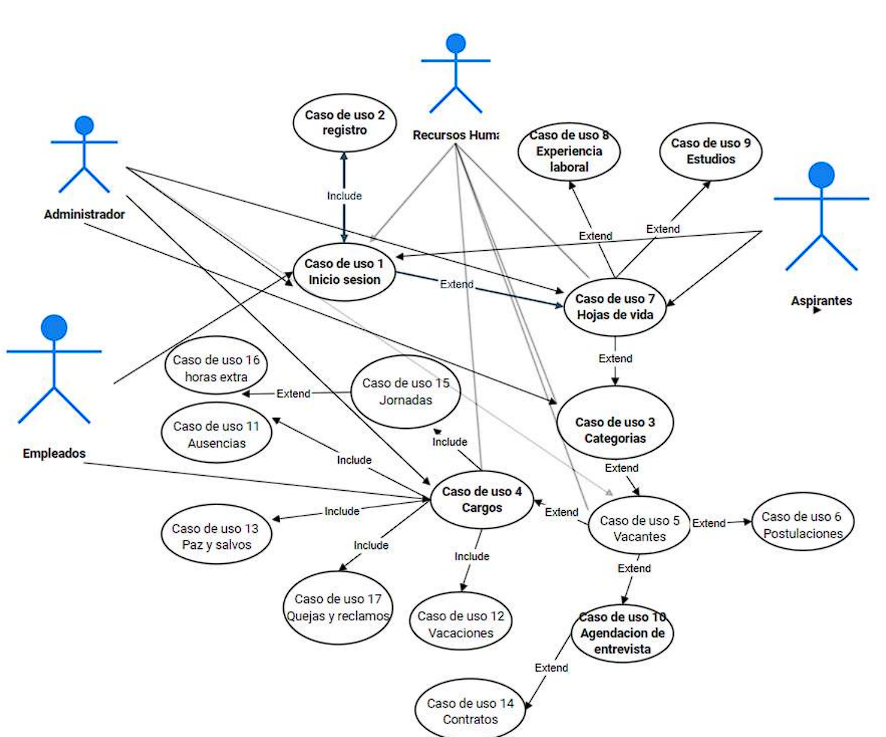 Caso de uso 2
registro
Recursos Huma
Caso de uso 8
Experiencia
laboral
Caso de uso 9
Estudios
Administrador
Include
Extend
Extend
Caso de uso 1
Inicio sesion
Extend
Caso de uso 7
Hojas de vida
Aspirantes
Caso de uso 16
horas extra
Extend
Caso de uso 15
Jornadas
Extend
Caso de uso 11
Ausencias
Caso de uso 3
Categorias
Empleados
Include
Include
Extend
Caso de uso 4
Cargos
Include
Extend
Caso de uso 5
Vacantes
Extend
Caso de uso 6
Postulaciones
Caso de uso 13
Paz y salvos
Include
Include
Extend
Caso de uso 17
Quejas y reclamos
Caso de uso 12
Vacaciones
Caso de uso 10
Agendacion de
entrevista
Extend
Caso de uso 14
Contratos